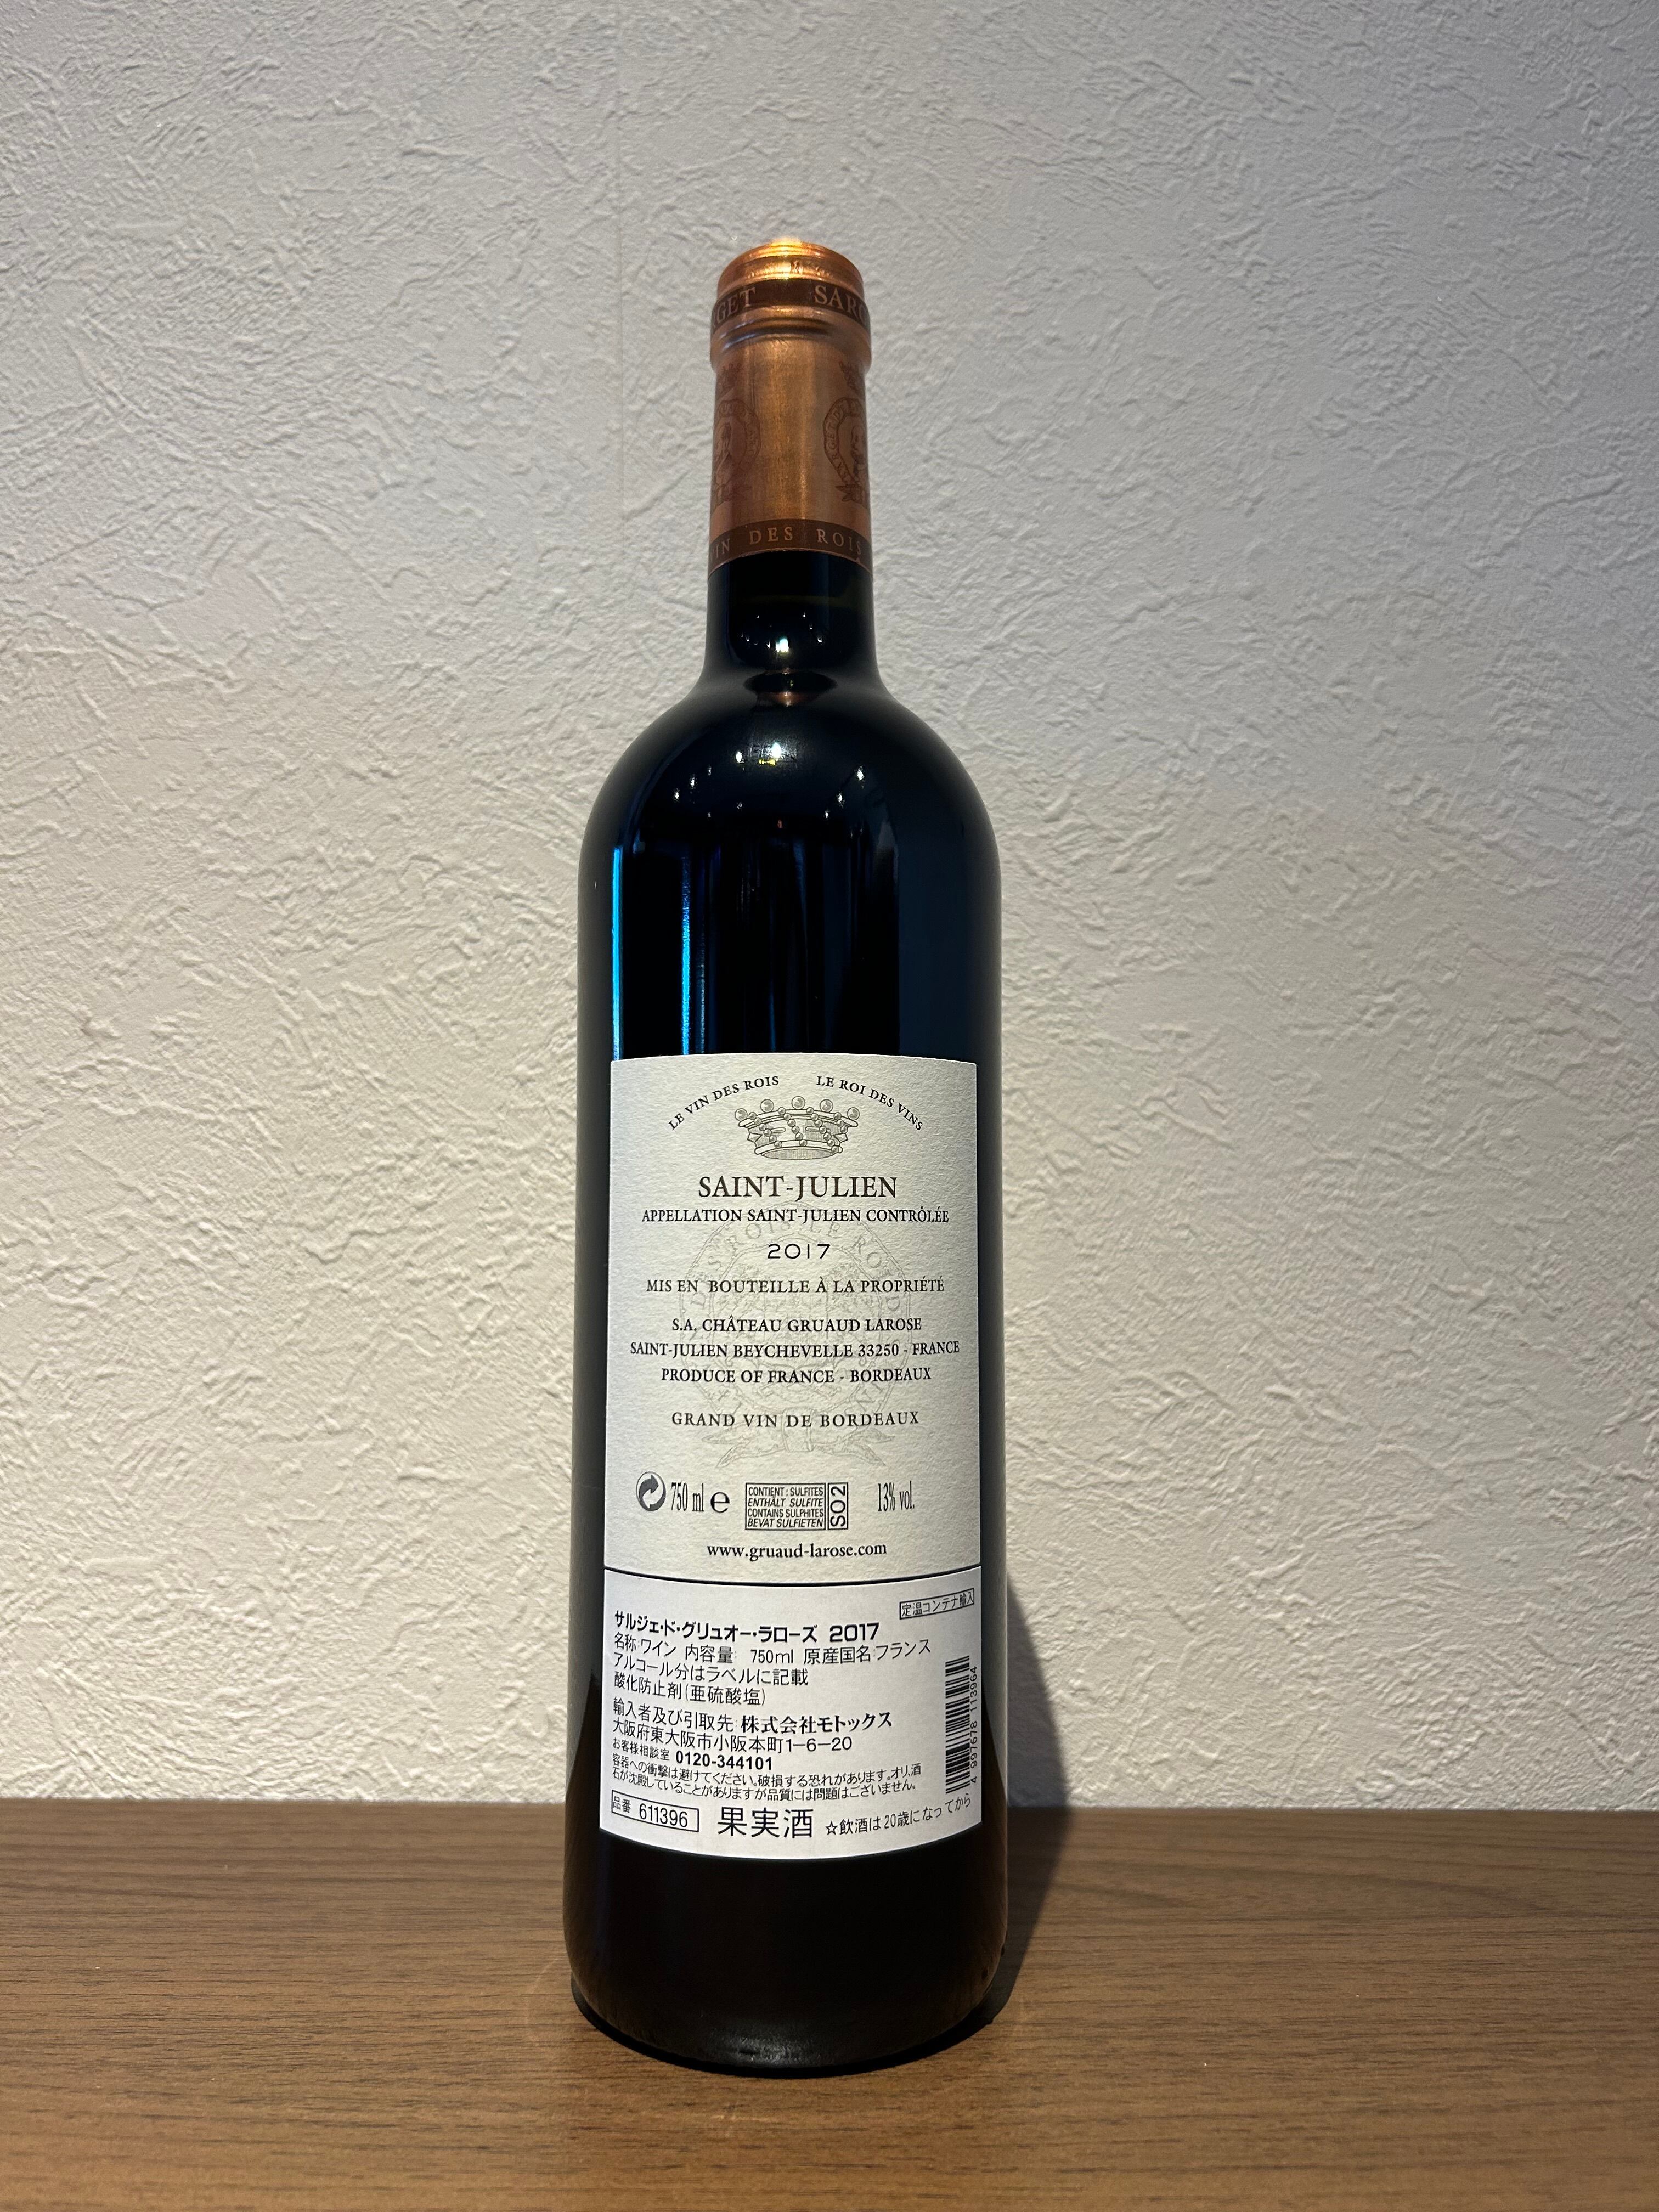 GET SARG
IN DES ROIS
LE VIN DES ROIS LE ROI DES VINS
SAINT-JULIEN
APPELLATION SAINT-JULIEN CONTRÔLÉE
2017
MIS EN BOUTEILLE À LA PROPRIÉTÉ
S.A. CHÂTEAU GRUAUD LAROSE
SAINT-JULIEN BEYCHEVELLE 33250 - FRANCE
PRODUCE OF FRANCE - BORDEAUX
GRAND VIN DE BORDEAUX
750 ml e
CONTIENT : SULFITES
ENTHÄLT SULFITE
CONTAINS SULPHITES
BEVAT SULFIETEN
SO2
13% vol.
www.gruaud-larose.com
定温コンテナ輸入
サルジェ・ド・グリュオー・ラローズ 2017
名称:ワイン 内容量: 750ml 原産国名:フランス
アルコール分はラベルに記載
酸化防止剤(亜硫酸塩)
輸入者及び引取先:株式会社モトックス
大阪府東大阪市小阪本町1-6-20
お客様相談室 0120-344101
容器への衝撃は避けてください。破損する恐れがあります。オリ、酒
石が沈殿していることがありますが品質には問題はございません。
品番 611396 果実酒 ☆飲酒は20歳になってから
4 997678 113964